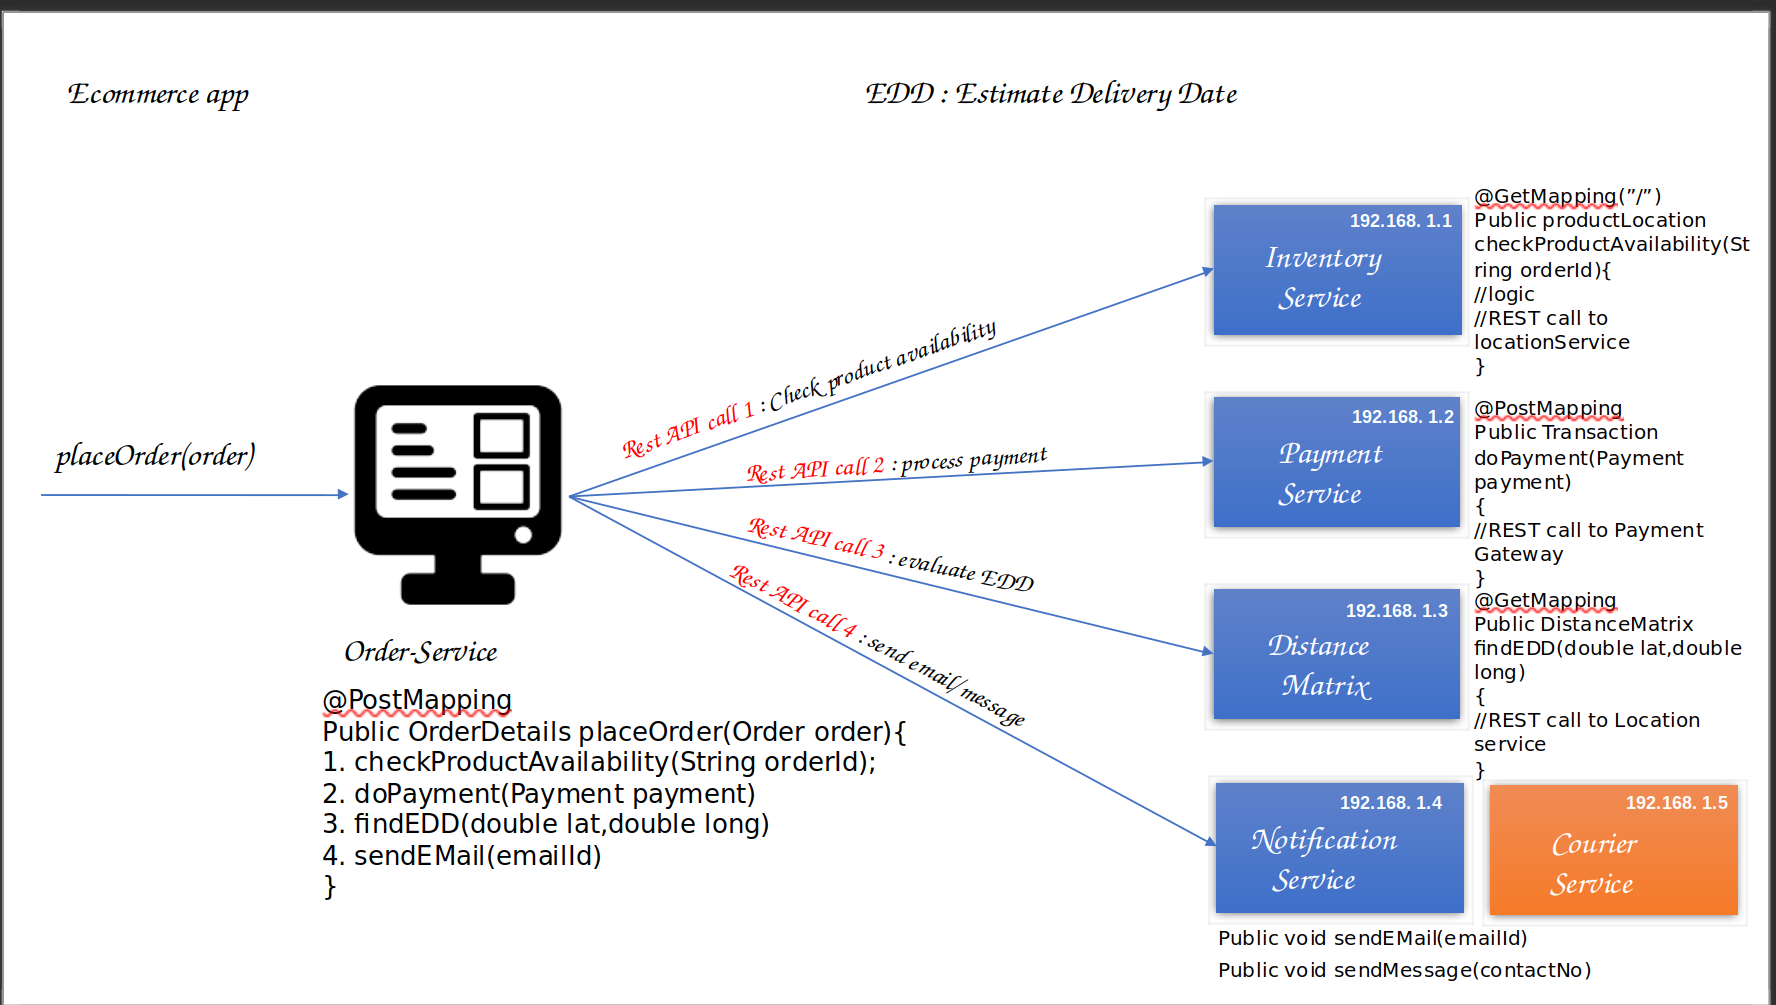 Ecommerce app
EDD : Estimate Delivery Date
placeOrder(order)
Order-Service
@PostMapping
Public OrderDetails placeOrder(Order order){
1. checkProductAvailability(String orderId);
2. doPayment(Payment payment)
3. findEDD(double lat,double long)
4. sendEMail(emailId)
}
Rest API call 1 : Check product availability
Rest API call 2 : process payment
Rest API call 3 : evaluate EDD
Rest API call 4 : send email/message
192.168. 1.1
Inventory
Service
@GetMapping("/")
Public productLocation
checkProductAvailability(St
ring orderId){
//logic
//REST call to
locationService
}
192.168. 1.2
Payment
Service
@PostMapping
Public Transaction
doPayment(Payment
payment)
{
//REST call to Payment
Gateway
}
192.168. 1.3
Distance
Matrix
@GetMapping
Public DistanceMatrix
findEDD(double lat,double
long)
{
//REST call to Location
service
}
192.168. 1.4
Notification
Service
Public void sendEMail(emailId)
Public void sendMessage(contactNo)
192.168. 1.5
Courier
Service